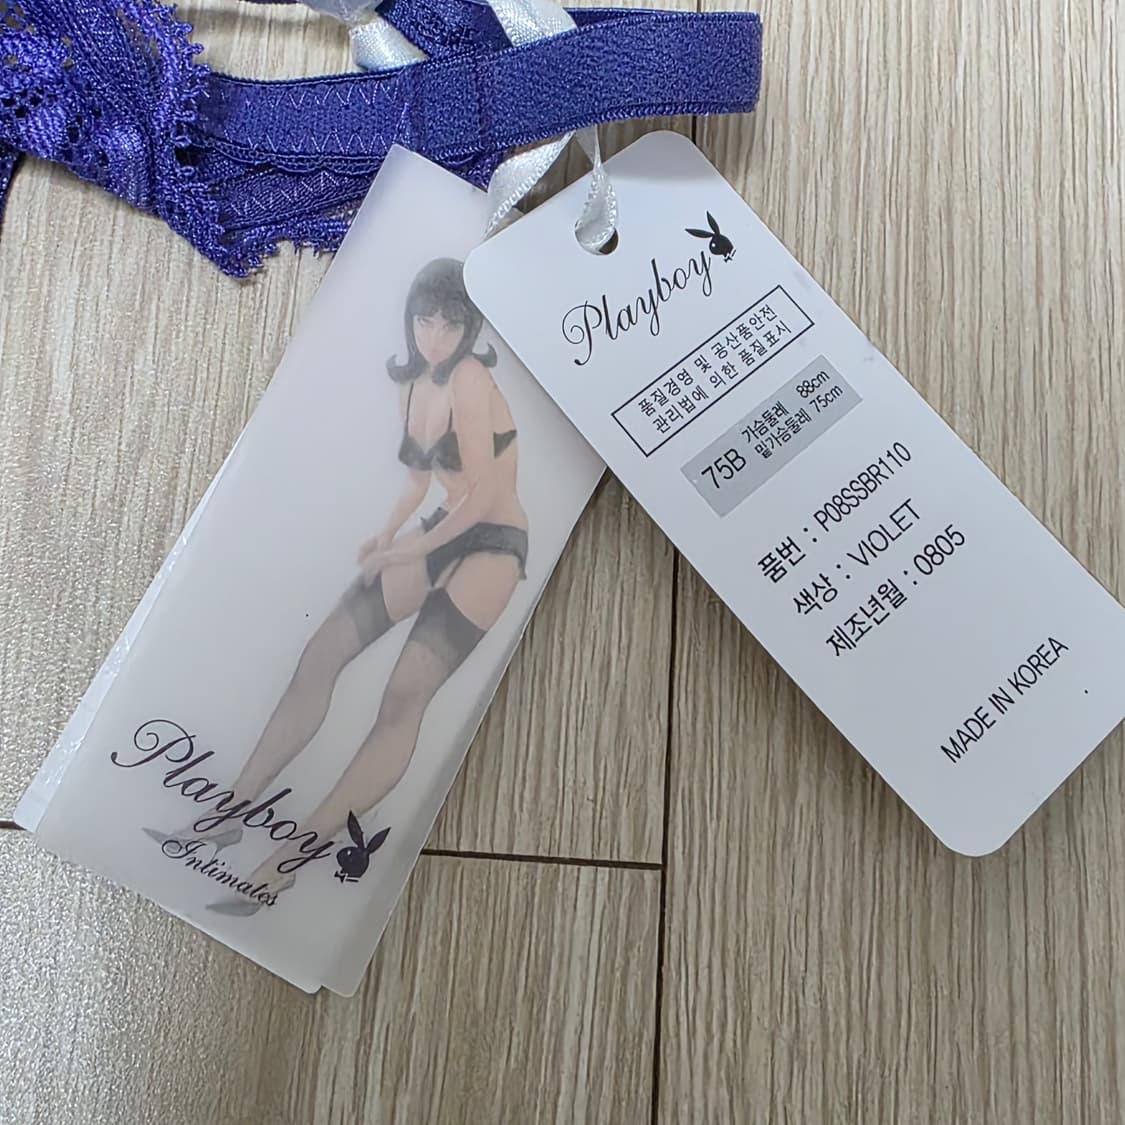 Playboy
Intimates
Playboy
품질경영 및 공산품안전
관리법에 의한 품질표시
75B
가슴둘레 88cm
밑가슴둘레 75cm
품번 : P08SSBR110
색상 : VIOLET
제조년월 : 0805
MADE IN KOREA